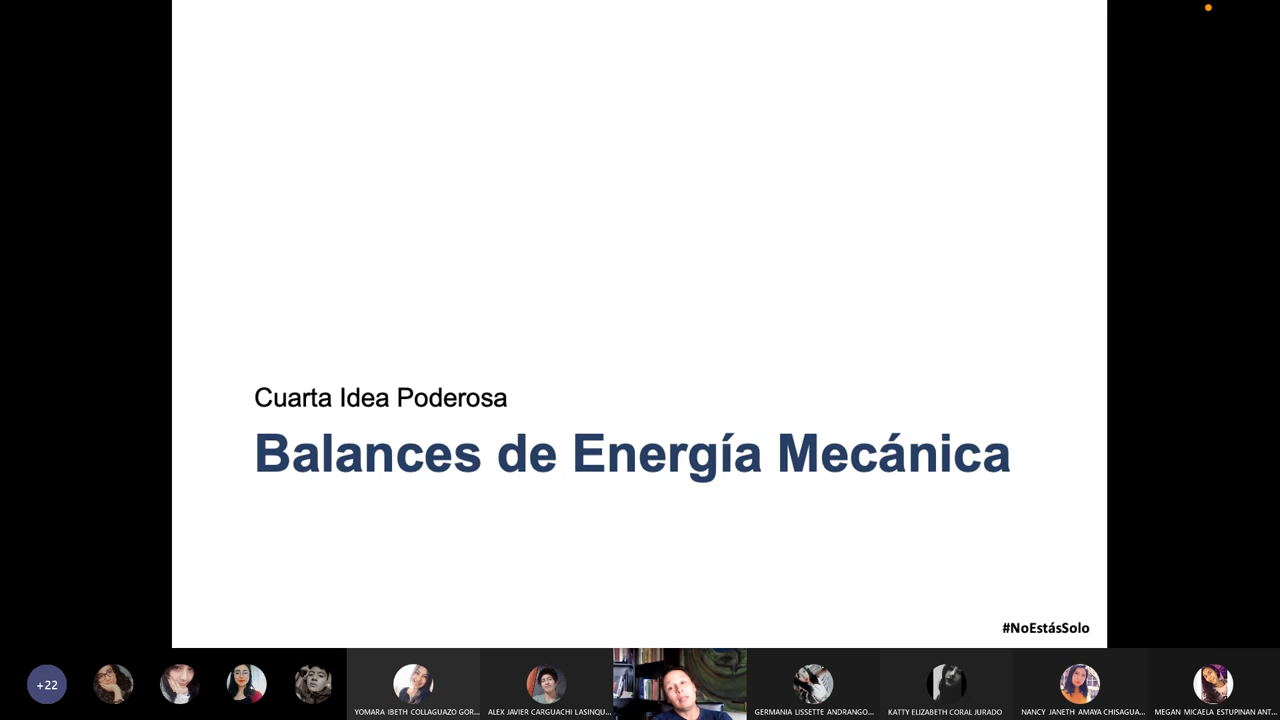 Cuarta Idea Poderosa
Balances de Energía Mecánica
#NoEstásSolo
+22
YOMARA IBETH COLLAGUAZO GOR...
ALEX JAVIER CARGUACHI LASINQU...
GERMANIA LISSETTE ANDRANGO...
KATTY ELIZABETH CORAL JURADO
NANCY JANETH AMAYA CHISAGUA...
MEGAN MICAELA ESTUPINAN ANT...